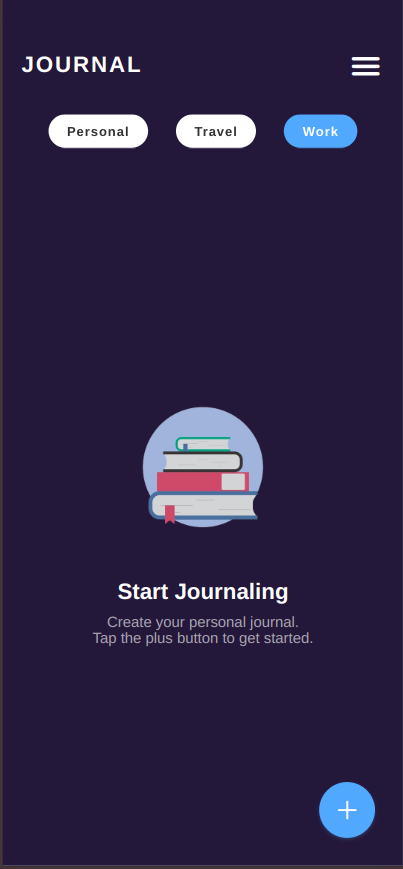 JOURNAL
Personal Travel Work
Start Journaling
Create your personal journal.
Tap the plus button to get started.